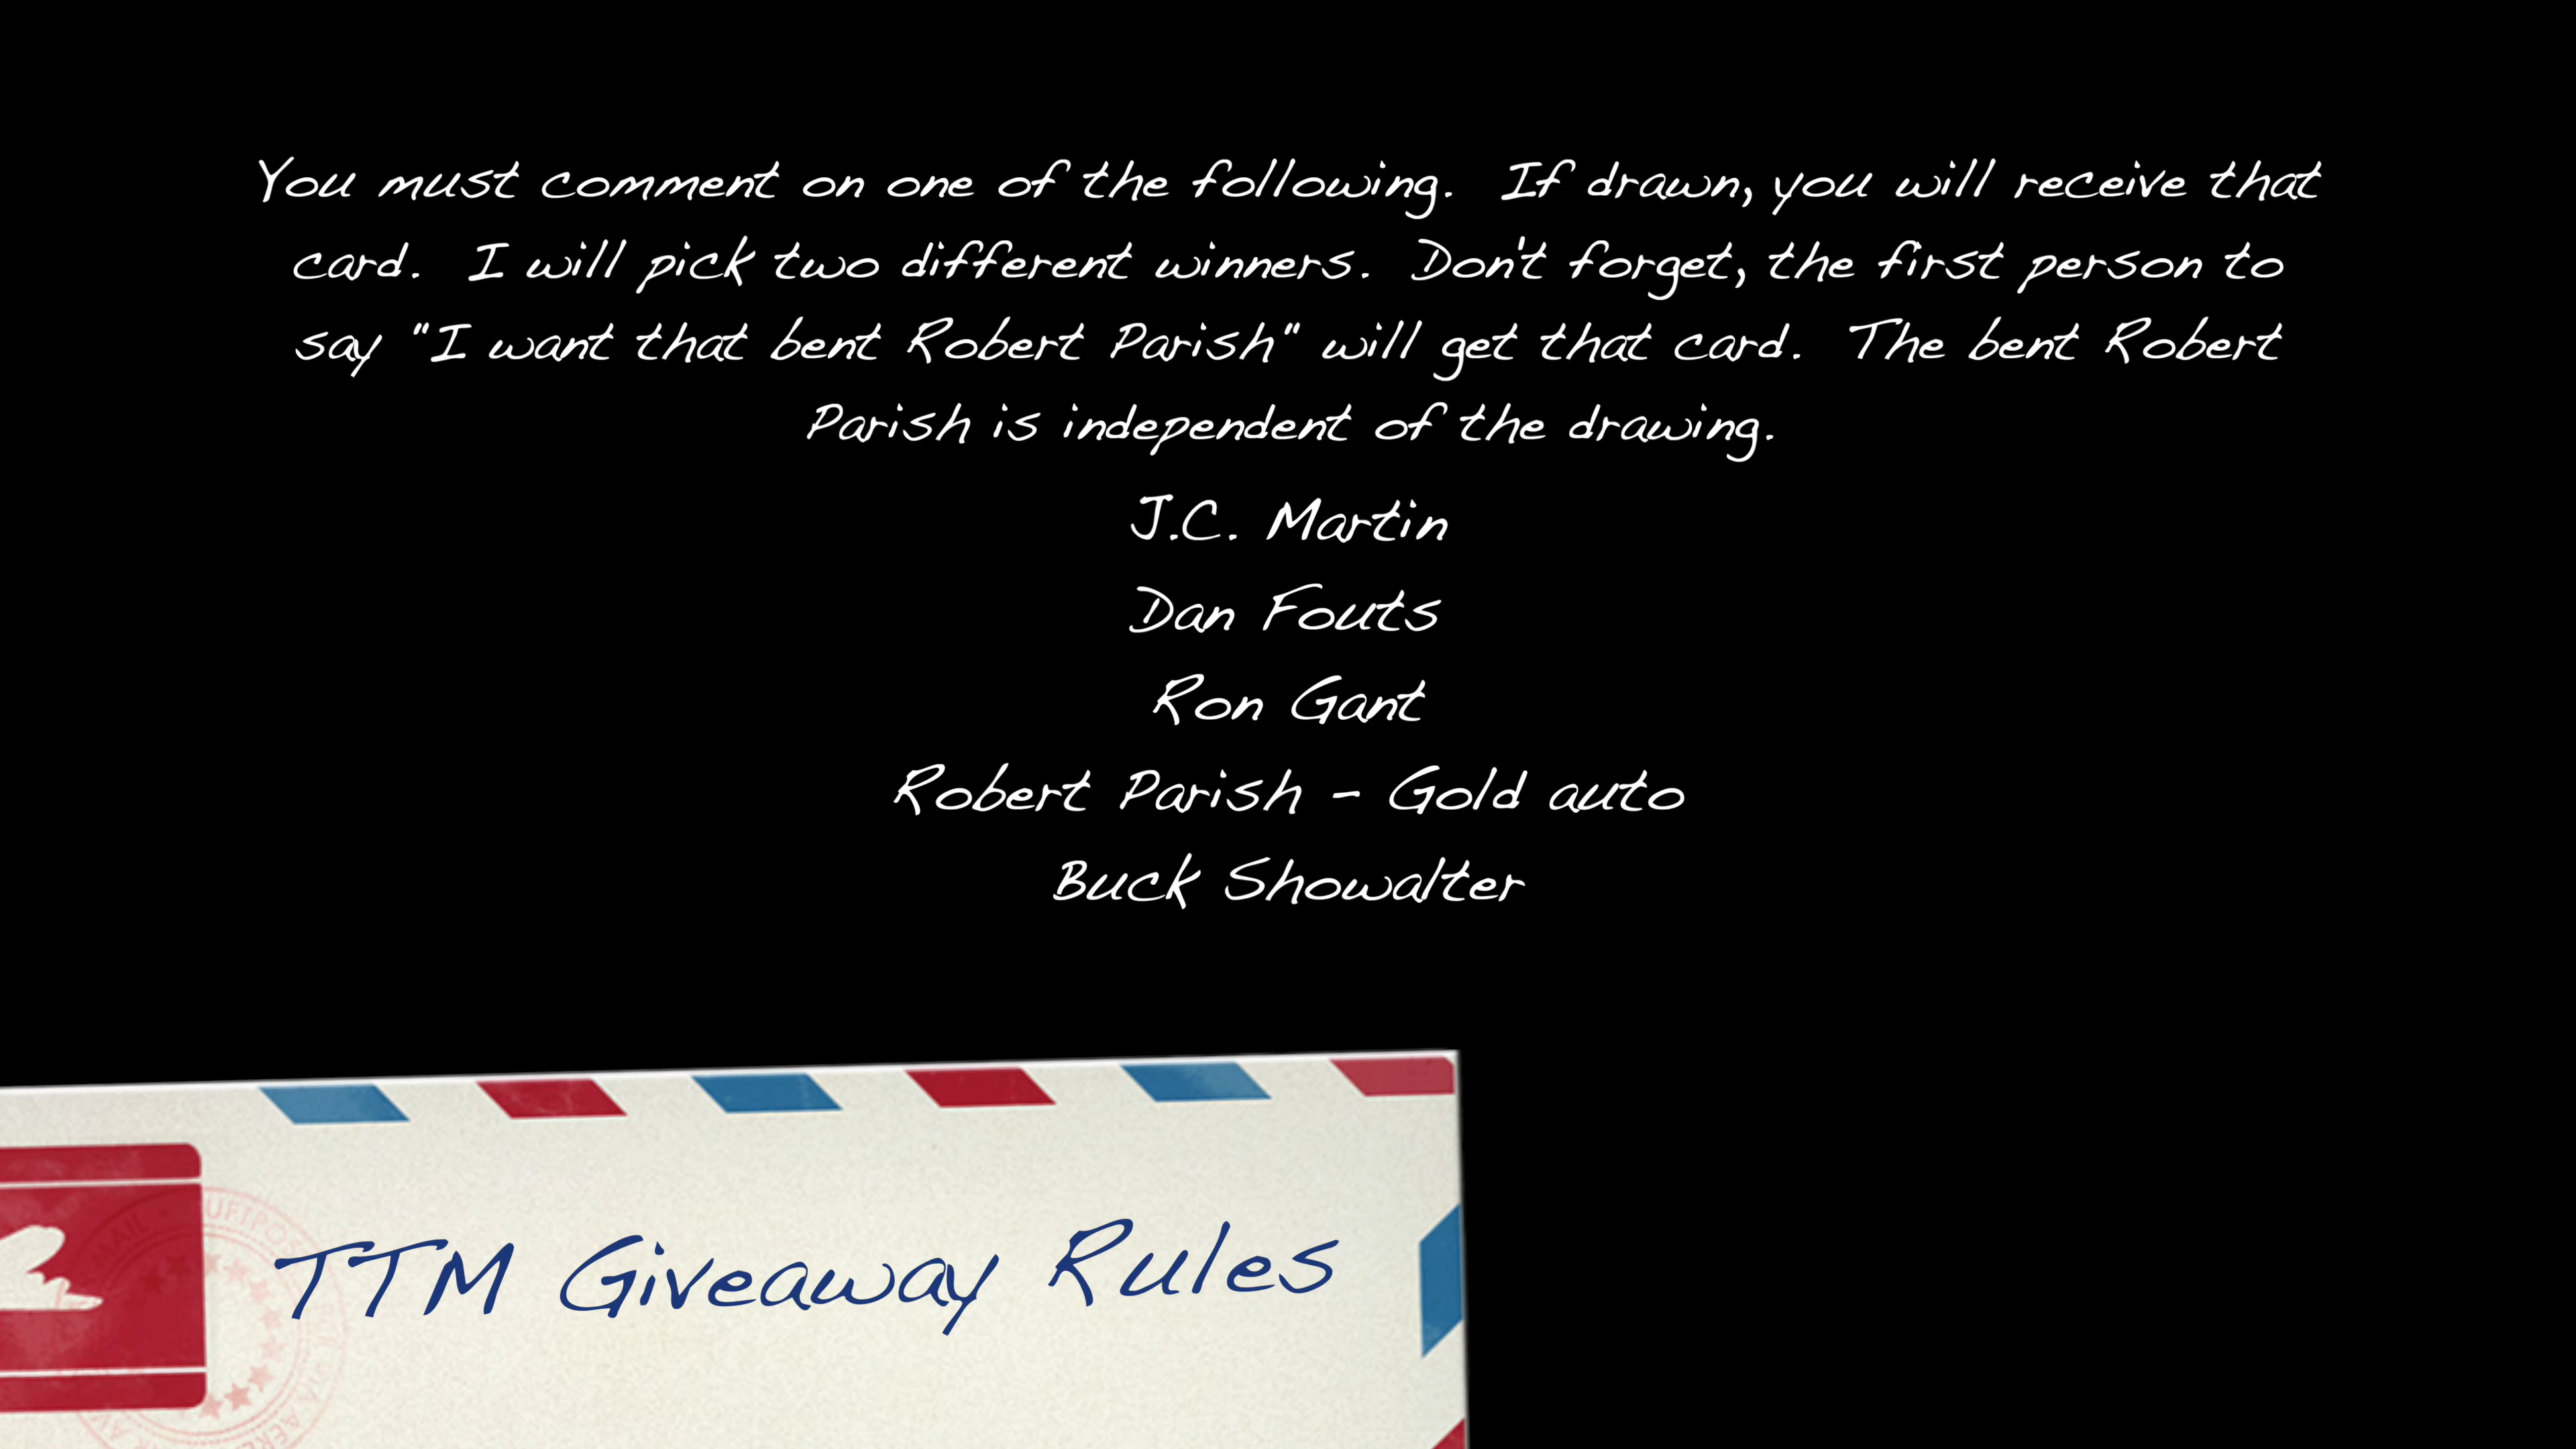 You must comment on one of the following.  If drawn, you will receive that
card.  I will pick two different winners.  Don't forget, the first person to
say "I want that bent Robert Parish" will get that card.  The bent Robert
Parish is independent of the drawing.
J.C. Martin
Dan Fouts
Ron Gant
Robert Parish - Gold auto
Buck Showalter
TTM Giveaway Rules